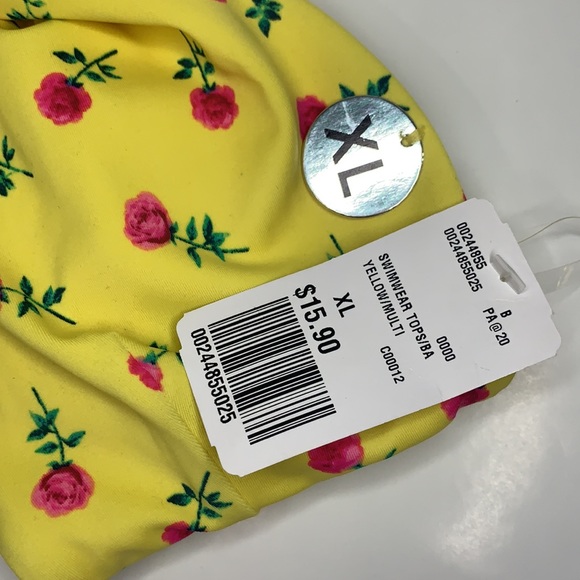 XL
00244855
00244855025
B
PA@20
SWIMWEAR TOPS/BA
0000
YELLOW/MULTI
C00012
XL
$15.90
00244855025